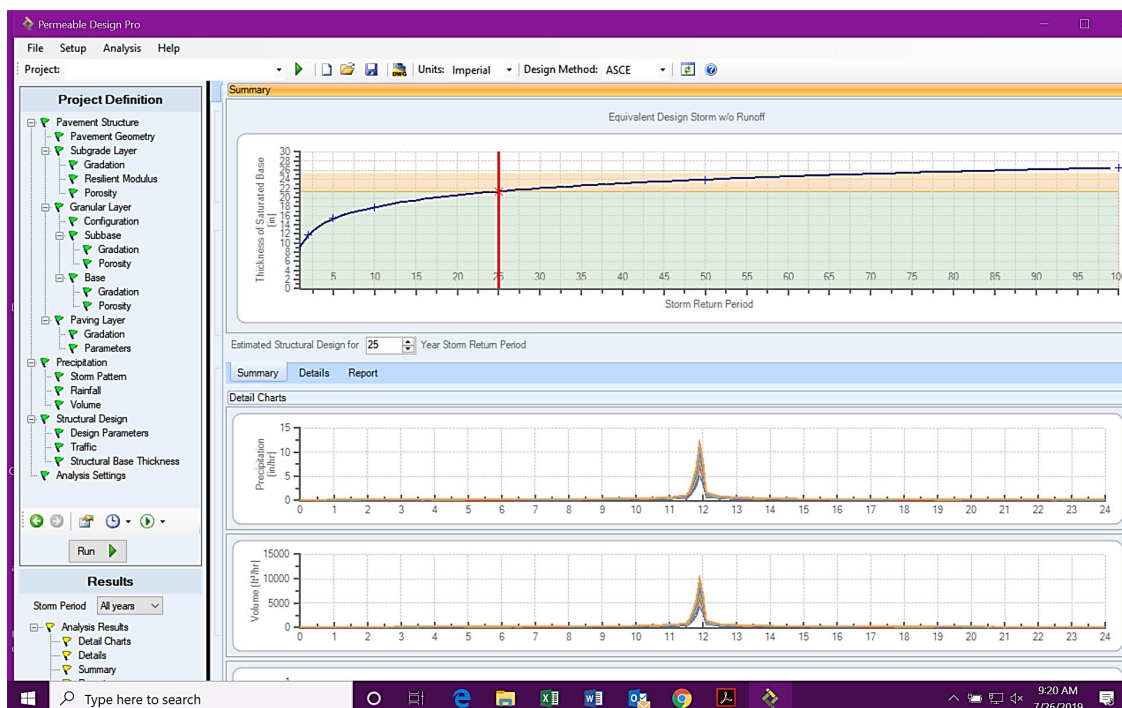 Permeable Design Pro
File Setup Analysis Help
Project: Units: Imperial Design Method: ASCE
Project Definition
Pavement Structure
Pavement Geometry
Subgrade Layer
Gradation
Resilient Modulus
Porosity
Granular Layer
Configuration
Subbase
Gradation
Porosity
Base
Gradation
Porosity
Paving Layer
Gradation
Parameters
Precipitation
Storm Pattern
Rainfall
Volume
Structural Design
Design Parameters
Traffic
Structural Base Thickness
Analysis Settings
Run
Results
Storm Period All years
Analysis Results
Detail Charts
Details
Summary
Summary
Equivalent Design Storm w/o Runoff
Thickness of Saturated Base
[in]
30
28
26
24
22
20
18
16
14
12
10
8
6
4
2
0
5 10 15 20 25 30 35 40 45 50 55 60 65 70 75 80 85 90 95 100
Storm Return Period
Estimated Structural Design for 25 Year Storm Return Period
Summary Details Report
Detail Charts
Precipitation
[in/hr]
15
10
5
0
0 1 2 3 4 5 6 7 8 9 10 11 12 13 14 15 16 17 18 19 20 21 22 23 24
Volume [ft³/hr]
15000
10000
5000
0
0 1 2 3 4 5 6 7 8 9 10 11 12 13 14 15 16 17 18 19 20 21 22 23 24
Type here to search
9:20 AM
7/26/2019